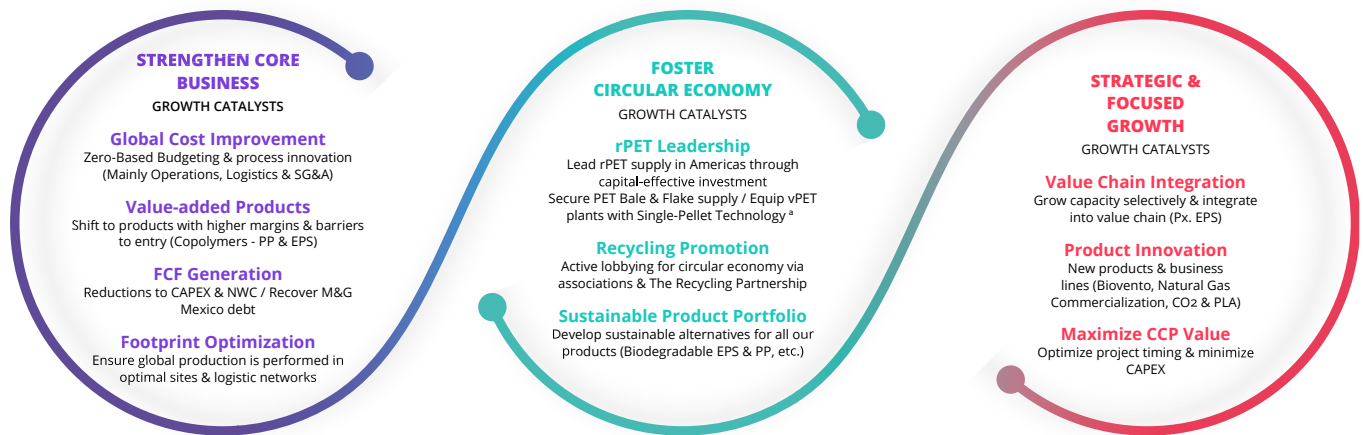 STRENGTHEN CORE
BUSINESS
GROWTH CATALYSTS
Global Cost Improvement
Zero-Based Budgeting & process innovation
(Mainly Operations, Logistics & SG&A)
Value-added Products
Shift to products with higher margins & barriers
to entry (Copolymers - PP & EPS)
FCF Generation
Reductions to CAPEX & NWC / Recover M&G
Mexico debt
Footprint Optimization
Ensure global production is performed in
optimal sites & logistic networks
FOSTER
CIRCULAR ECONOMY
GROWTH CATALYSTS
rPET Leadership
Lead rPET supply in Americas through
capital-effective investment
Secure PET Bale & Flake supply / Equip vPET
plants with Single-Pellet Technology ª
Recycling Promotion
Active lobbying for circular economy via
associations & The Recycling Partnership
Sustainable Product Portfolio
Develop sustainable alternatives for all our
products (Biodegradable EPS & PP, etc.)
STRATEGIC &
FOCUSED
GROWTH
GROWTH CATALYSTS
Value Chain Integration
Grow capacity selectively & integrate
into value chain (Px. EPS)
Product Innovation
New products & business
lines (Biovento, Natural Gas
Commercialization, CO2 & PLA)
Maximize CCP Value
Optimize project timing & minimize
CAPEX